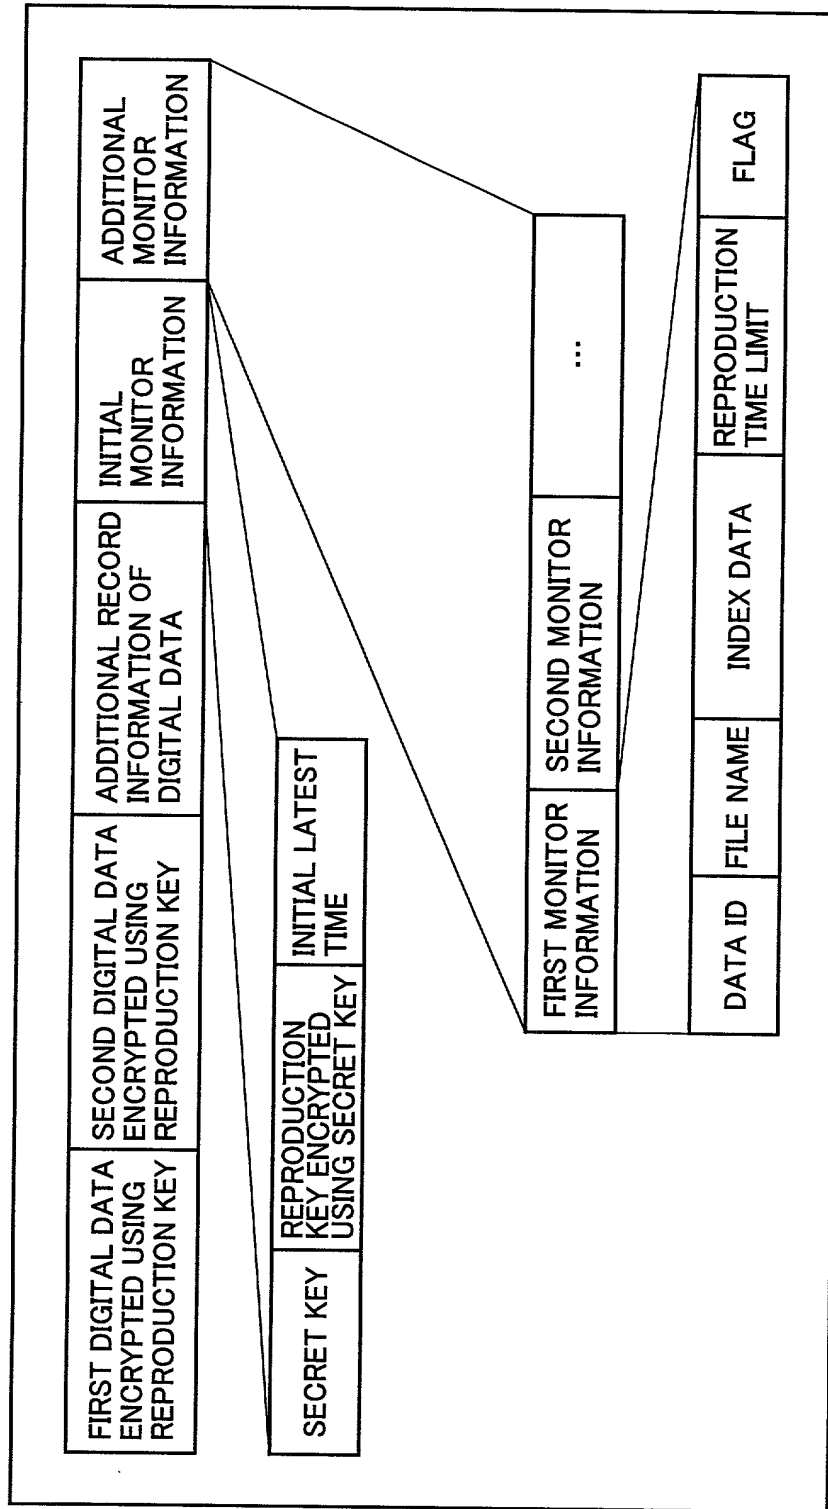 FIRST DIGITAL DATA
ENCRYPTED USING
REPRODUCTION KEY
SECOND DIGITAL DATA
ENCRYPTED USING
REPRODUCTION KEY
ADDITIONAL RECORD
INFORMATION OF
DIGITAL DATA
INITIAL
MONITOR
INFORMATION
ADDITIONAL
MONITOR
INFORMATION
SECRET KEY
REPRODUCTION
KEY ENCRYPTED
USING SECRET KEY
INITIAL LATEST
TIME
FIRST MONITOR
INFORMATION
SECOND MONITOR
INFORMATION
...
DATA ID
FILE NAME
INDEX DATA
REPRODUCTION
TIME LIMIT
FLAG